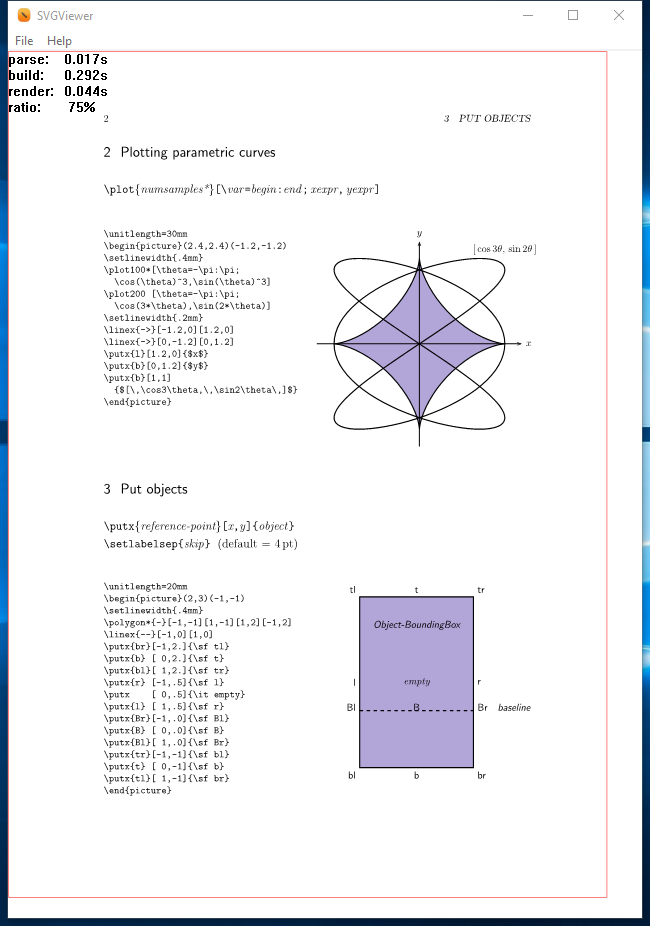 SVGViewer
File Help
parse: 0.017s
build: 0.292s
render: 0.044s
ratio: 75%
2 3 PUT OBJECTS
2 Plotting parametric curves
\plot{numsamples*}[\var=begin:end; xexpr, yexpr]
\unitlength=30mm
\begin{picture}(2.4,2.4)(-1.2,-1.2)
\setlinewidth{.4mm}
\plot100*[\theta=-\pi:\pi;
\cos(\theta)^3,\sin(\theta)^3]
\plot200 [\theta=-\pi:\pi;
\cos(3*\theta),\sin(2*\theta)]
\setlinewidth{.2mm}
\linex{->}[-1.2,0][1.2,0]
\linex{->}[0,-1.2][0,1.2]
\putx{l}[1.2,0]{$x$}
\putx{b}[0,1.2]{$y$}
\putx{b}[1,1]
{$[\,\cos3\theta,\,\sin2\theta\,]$}
\end{picture}
y
[cos 3θ, sin 2θ]
x
3 Put objects
\putx{reference-point}[x,y]{object}
\setlabelsep{skip} (default = 4 pt)
\unitlength=20mm
\begin{picture}(2,3)(-1,-1)
\setlinewidth{.4mm}
\polygon*{-}[-1,-1][1,-1][1,2][-1,2]
\linex{--}[-1,0][1,0]
\putx{br}[-1,2.]{\sf tl}
\putx{b} [ 0,2.]{\sf t}
\putx{bl}[ 1,2.]{\sf tr}
\putx{r} [-1,.5]{\sf l}
\putx    [ 0,.5]{\it empty}
\putx{l} [ 1,.5]{\sf r}
\putx{Br}[-1,.0]{\sf Bl}
\putx{B} [ 0,.0]{\sf B}
\putx{Bl}[ 1,.0]{\sf Br}
\putx{tr}[-1,-1]{\sf bl}
\putx{t} [ 0,-1]{\sf b}
\putx{tl}[ 1,-1]{\sf br}
\end{picture}
tl t tr
Object-BoundingBox
l empty r
Bl B Br baseline
bl b br